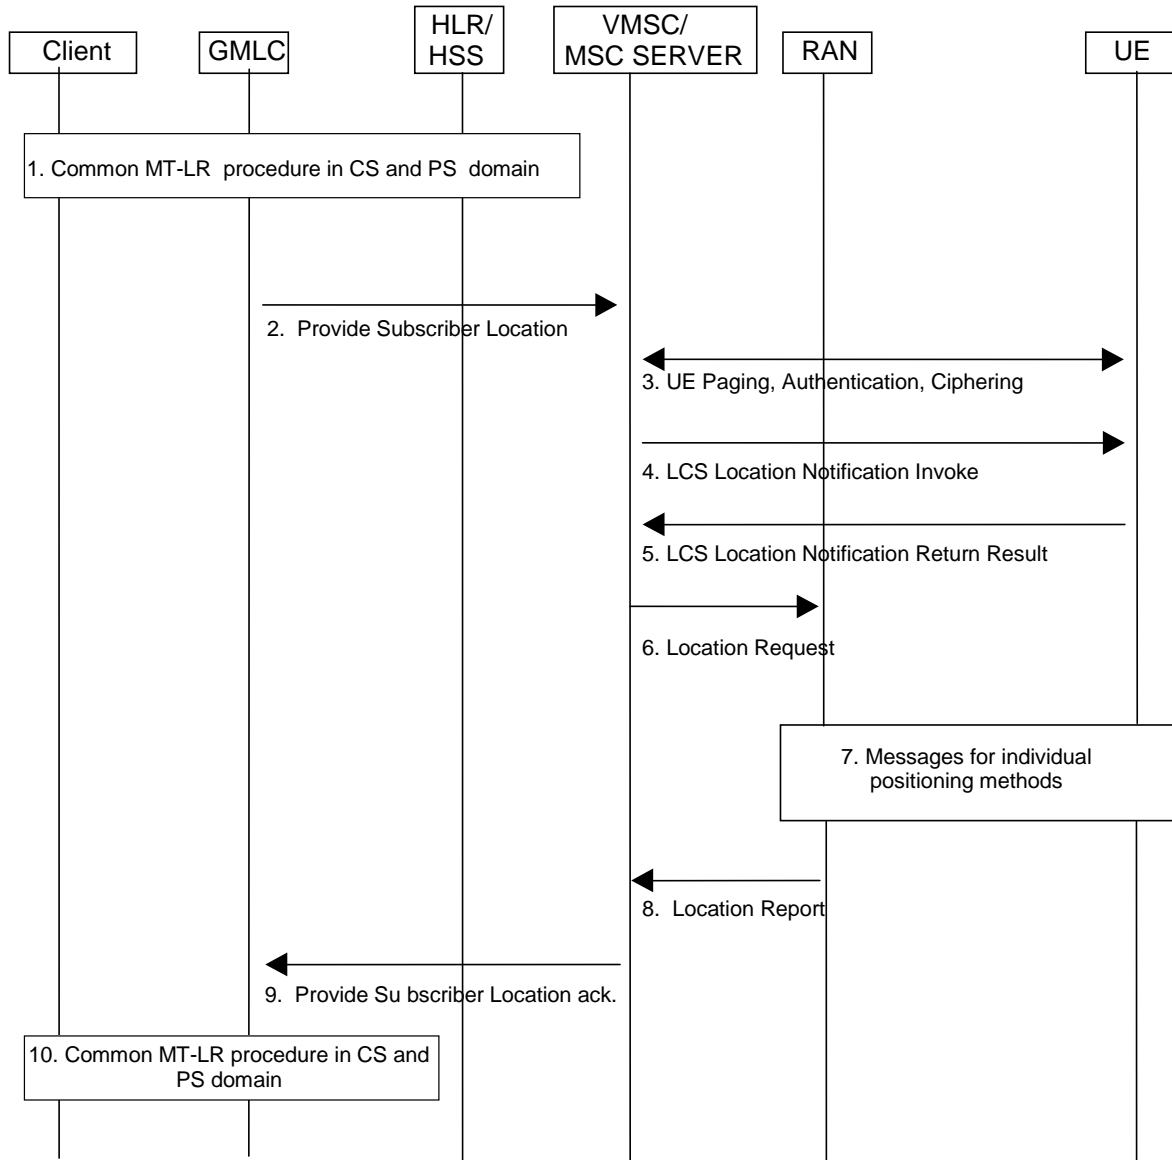 Client
GMLC
HLR/
HSS
VMSC/
MSC SERVER
RAN
UE
1. Common MT-LR procedure in CS and PS domain
2. Provide Subscriber Location
3. UE Paging, Authentication, Ciphering
4. LCS Location Notification Invoke
5. LCS Location Notification Return Result
6. Location Request
7. Messages for individual
positioning methods
8. Location Report
9. Provide Su bscriber Location ack.
10. Common MT-LR procedure in CS and
PS domain